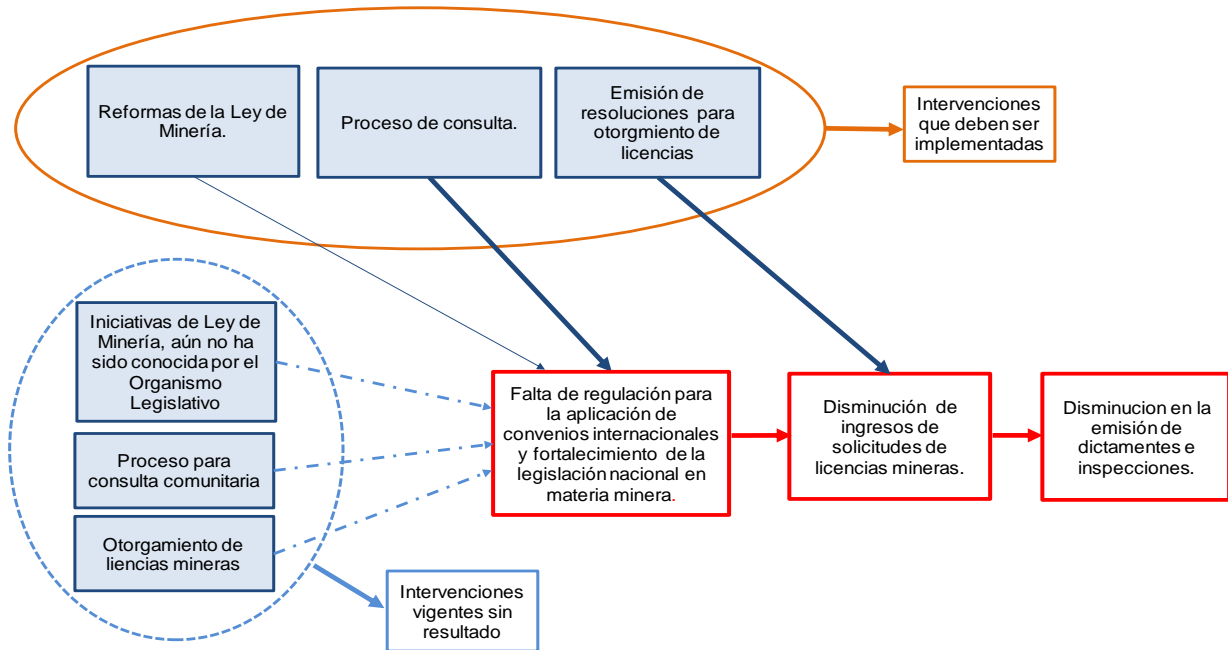 Reformas de la Ley de
Minería.
Proceso de consulta.
Emisión de
resoluciones para
otorgmiento de
licencias
Intervenciones
que deben ser
implementadas
Iniciativas de Ley de
Minería, aún no ha
sido conocida por el
Organismo
Legislativo
Proceso para
consulta comunitaria
Otorgamiento de
liencias mineras
Intervenciones
vigentes sin
resultado
Falta de regulación para
la aplicación de
convenios internacionales
y fortalecimiento de la
legislación nacional en
materia minera.
Disminución de
ingresos de
solicitudes de
licencias mineras.
Disminucion en la
emisión de
dictamentes e
inspecciones.